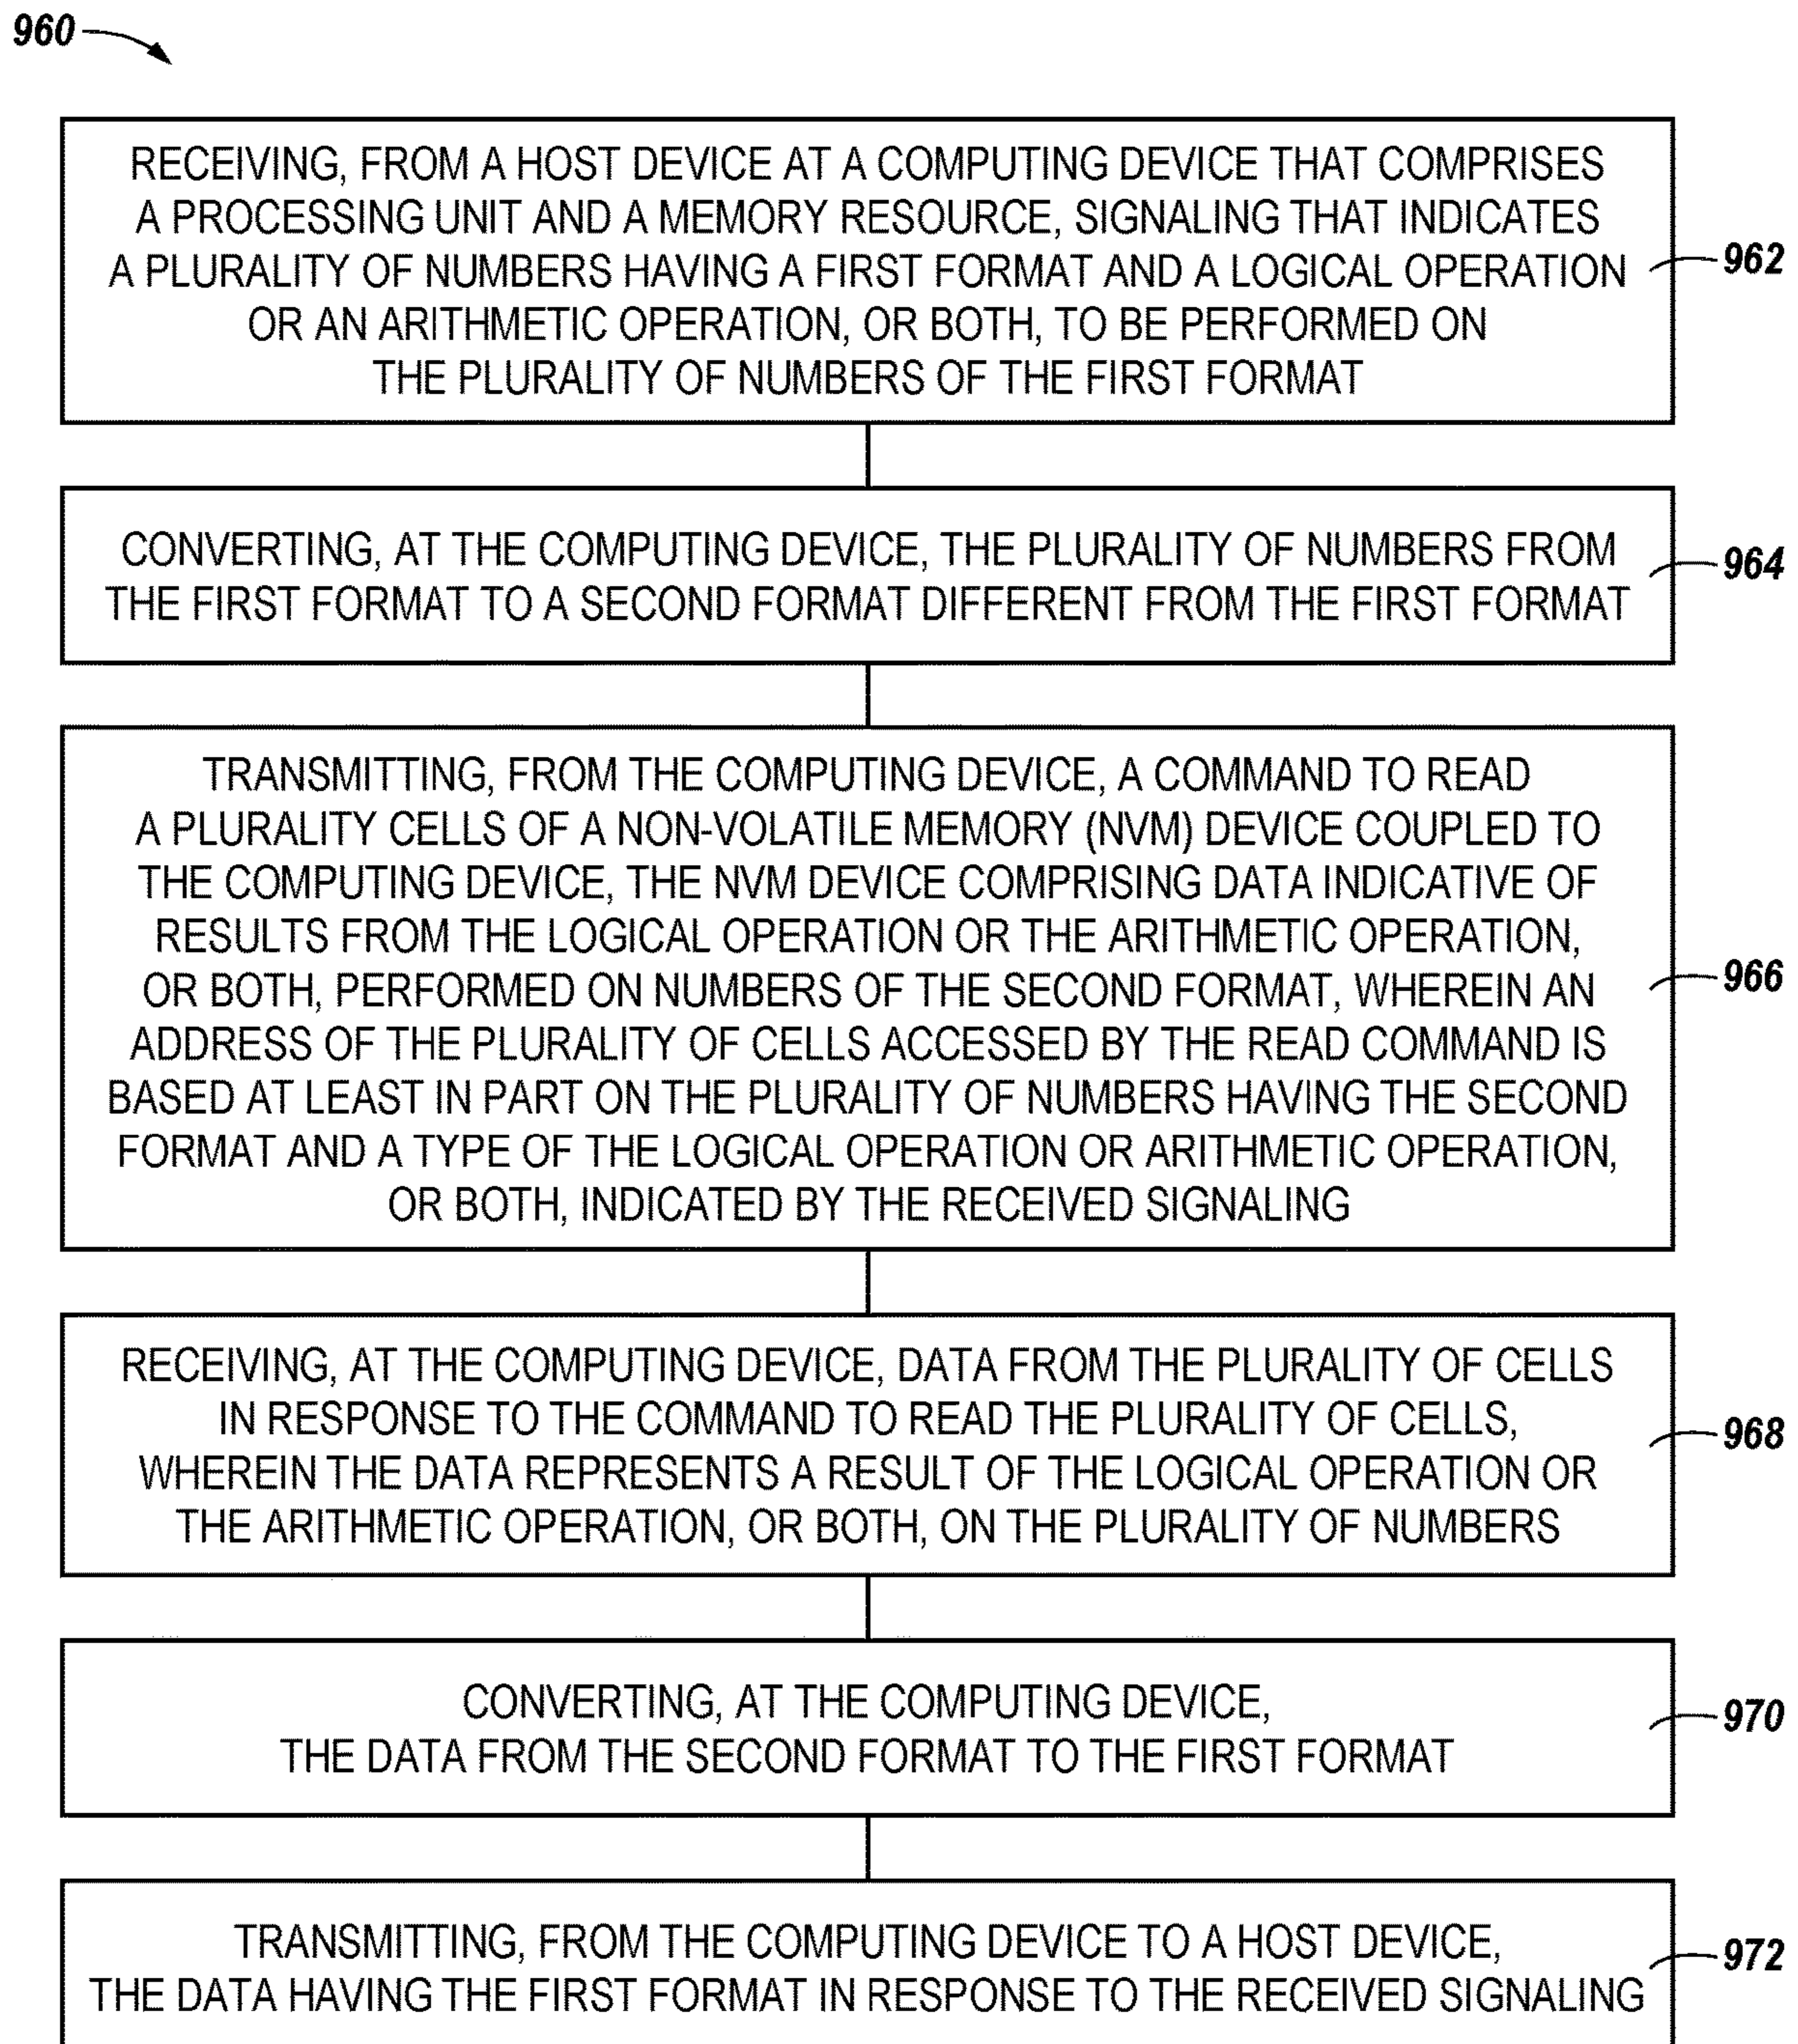 960
RECEIVING, FROM A HOST DEVICE AT A COMPUTING DEVICE THAT COMPRISES
A PROCESSING UNIT AND A MEMORY RESOURCE, SIGNALING THAT INDICATES
A PLURALITY OF NUMBERS HAVING A FIRST FORMAT AND A LOGICAL OPERATION
OR AN ARITHMETIC OPERATION, OR BOTH, TO BE PERFORMED ON
THE PLURALITY OF NUMBERS OF THE FIRST FORMAT
962
CONVERTING, AT THE COMPUTING DEVICE, THE PLURALITY OF NUMBERS FROM
THE FIRST FORMAT TO A SECOND FORMAT DIFFERENT FROM THE FIRST FORMAT
964
TRANSMITTING, FROM THE COMPUTING DEVICE, A COMMAND TO READ
A PLURALITY CELLS OF A NON-VOLATILE MEMORY (NVM) DEVICE COUPLED TO
THE COMPUTING DEVICE, THE NVM DEVICE COMPRISING DATA INDICATIVE OF
RESULTS FROM THE LOGICAL OPERATION OR THE ARITHMETIC OPERATION,
OR BOTH, PERFORMED ON NUMBERS OF THE SECOND FORMAT, WHEREIN AN
ADDRESS OF THE PLURALITY OF CELLS ACCESSED BY THE READ COMMAND IS
BASED AT LEAST IN PART ON THE PLURALITY OF NUMBERS HAVING THE SECOND
FORMAT AND A TYPE OF THE LOGICAL OPERATION OR ARITHMETIC OPERATION,
OR BOTH, INDICATED BY THE RECEIVED SIGNALING
966
RECEIVING, AT THE COMPUTING DEVICE, DATA FROM THE PLURALITY OF CELLS
IN RESPONSE TO THE COMMAND TO READ THE PLURALITY OF CELLS,
WHEREIN THE DATA REPRESENTS A RESULT OF THE LOGICAL OPERATION OR
THE ARITHMETIC OPERATION, OR BOTH, ON THE PLURALITY OF NUMBERS
968
CONVERTING, AT THE COMPUTING DEVICE,
THE DATA FROM THE SECOND FORMAT TO THE FIRST FORMAT
970
TRANSMITTING, FROM THE COMPUTING DEVICE TO A HOST DEVICE,
THE DATA HAVING THE FIRST FORMAT IN RESPONSE TO THE RECEIVED SIGNALING
972